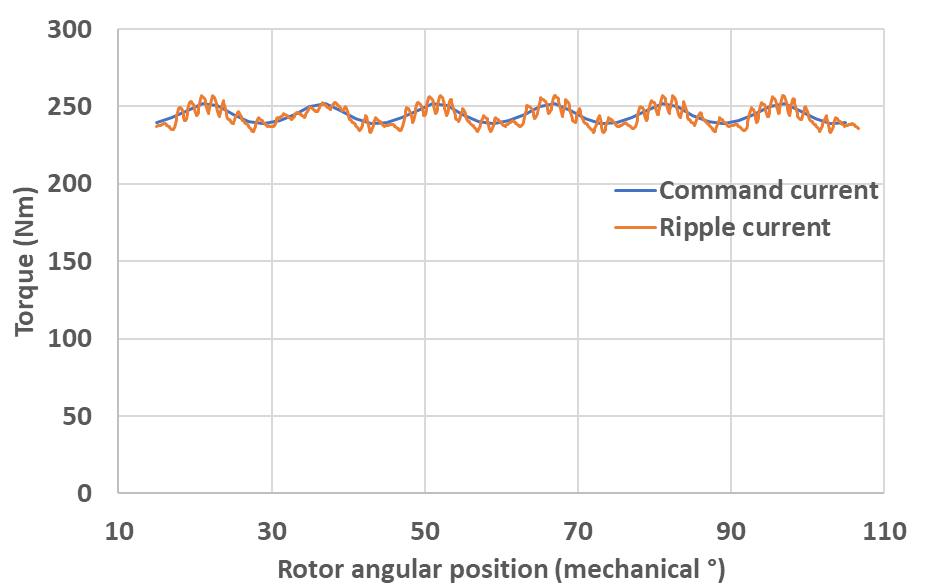 300
250
200
150
100
50
0
Torque (Nm)
Command current
Ripple current
10 30 50 70 90 110
Rotor angular position (mechanical °)